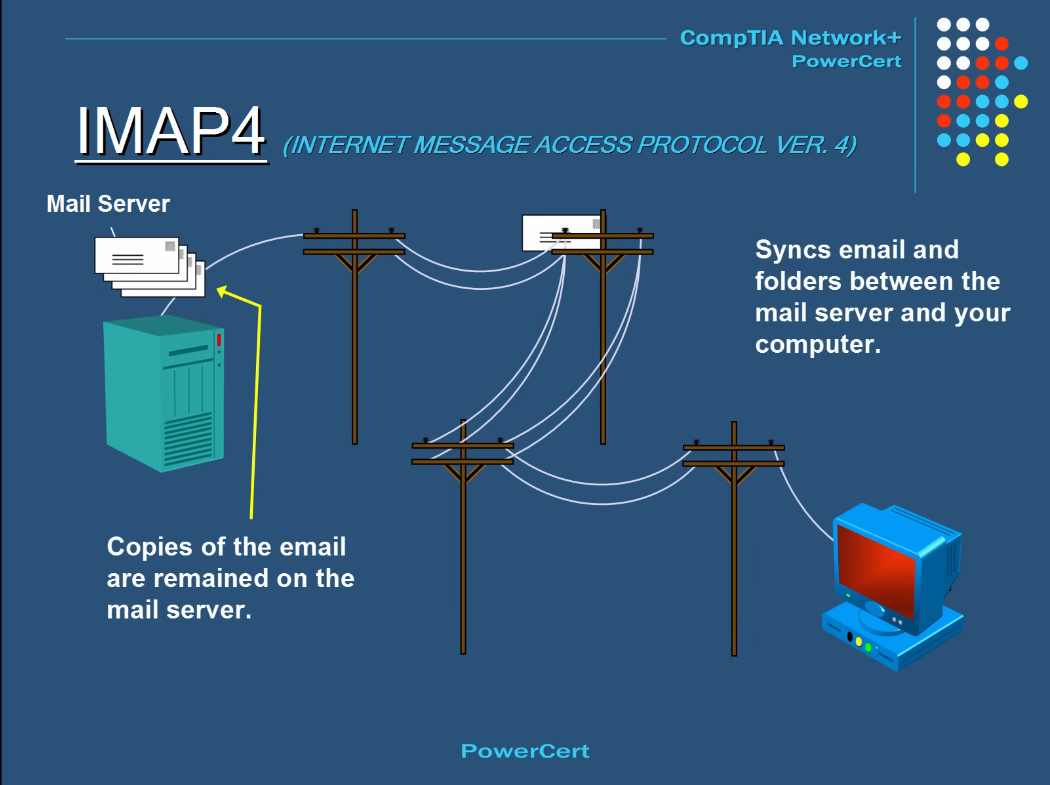 CompTIA Network+
PowerCert
IMAP4 (INTERNET MESSAGE ACCESS PROTOCOL VER. 4)
Mail Server
Syncs email and
folders between the
mail server and your
computer.
Copies of the email
are remained on the
mail server.
PowerCert